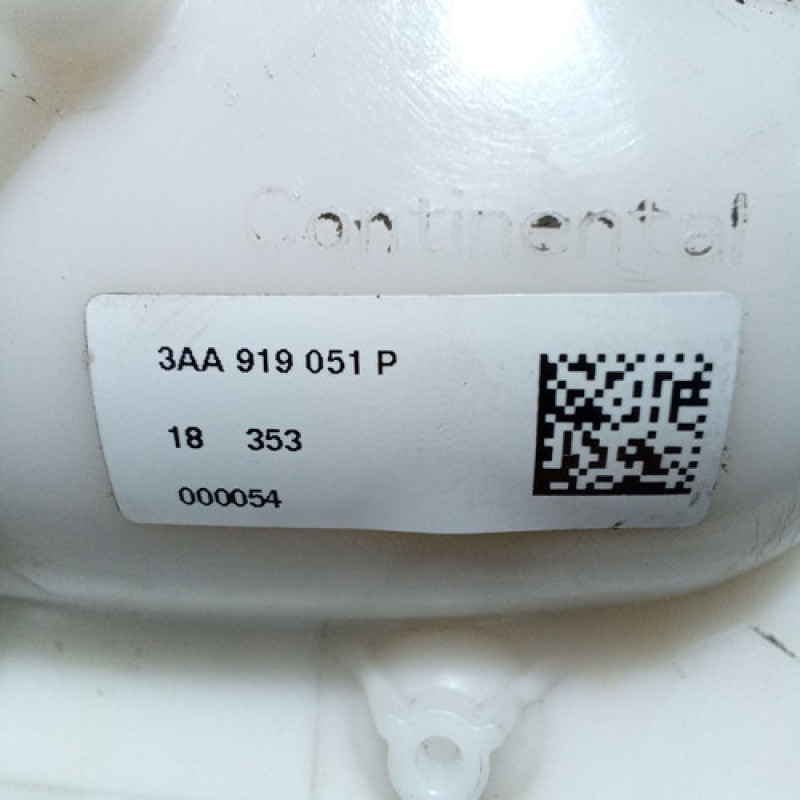 Continental
3AA 919 051 P
18 353
000054